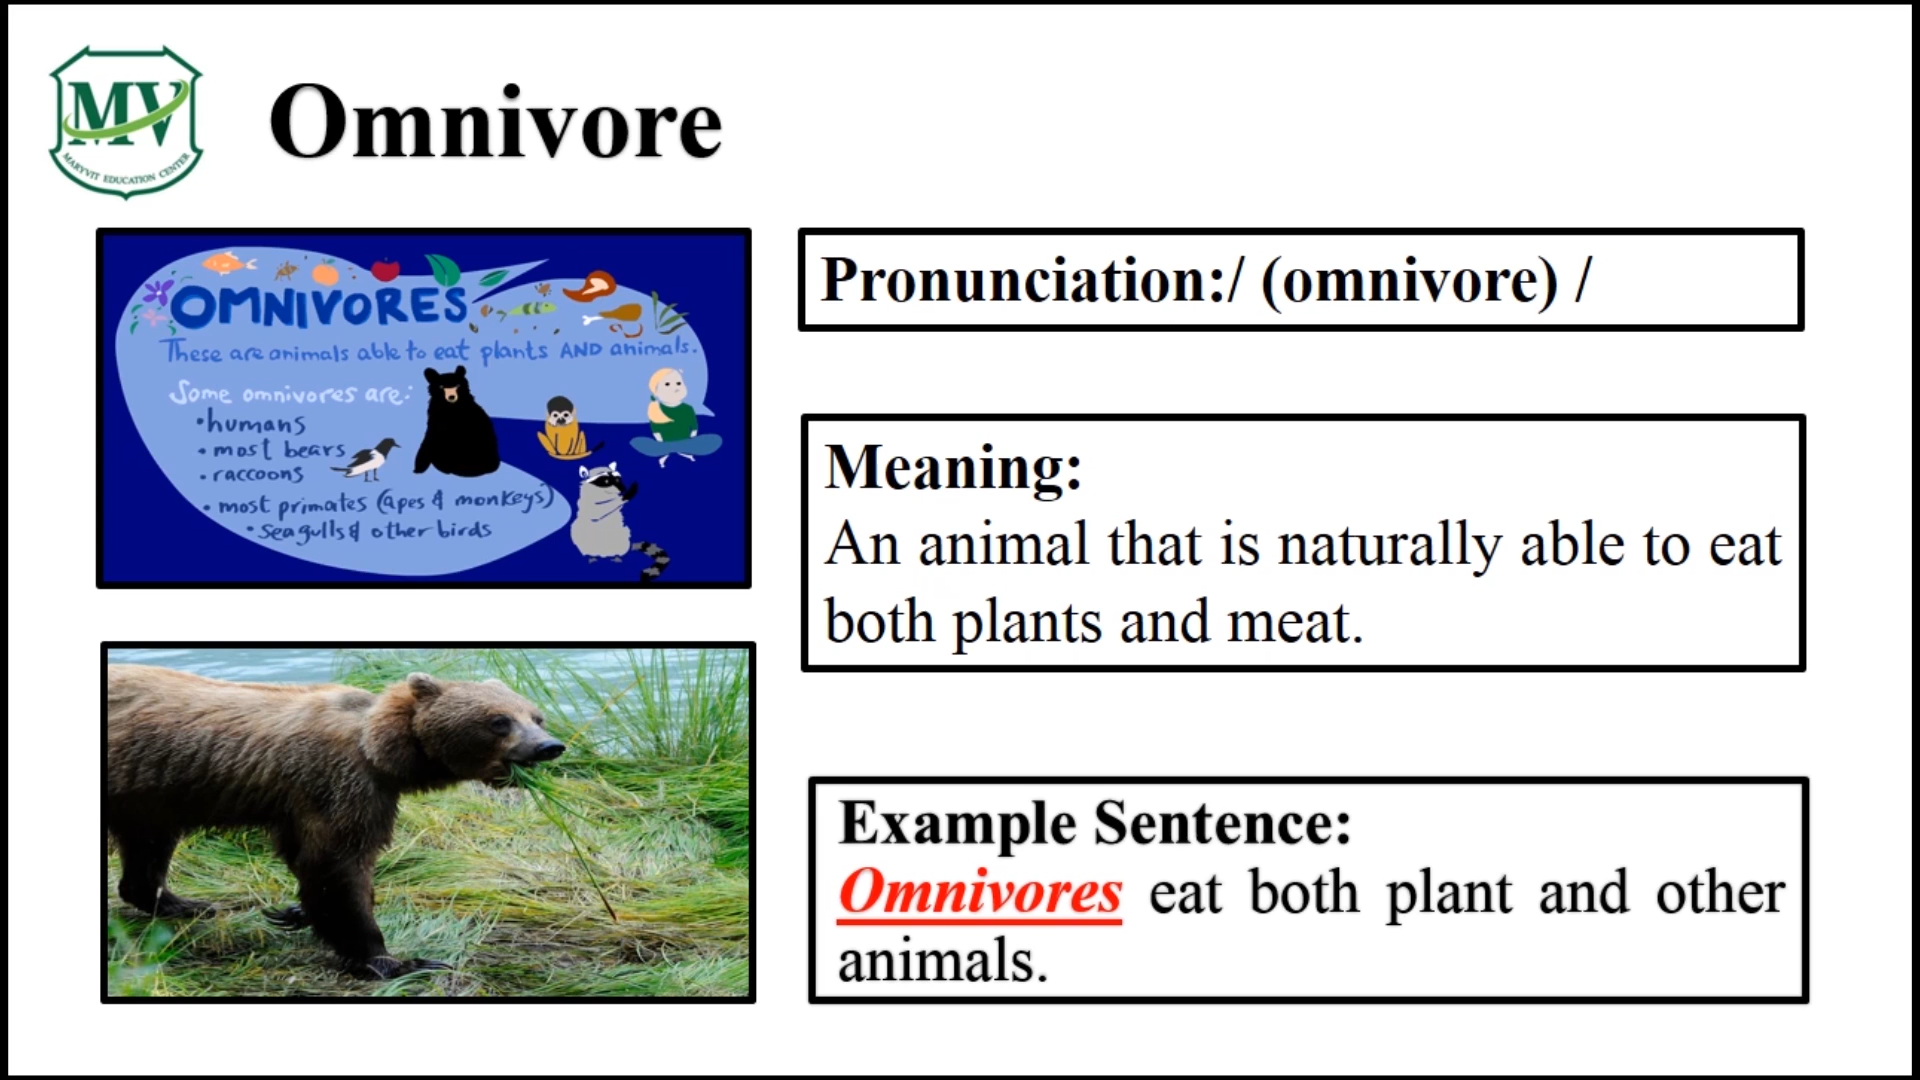 MV
MARYVIT EDUCATION CENTER
Omnivore
OMNIVORES
These are animals able to eat plants AND animals.
Some omnivores are:
• humans
• most bears
• raccoons
• most primates (apes & monkeys)
• Seagulls & other birds
Pronunciation:/ (omnivore) /
Meaning:
An animal that is naturally able to eat
both plants and meat.
Example Sentence:
Omnivores eat both plant and other
animals.